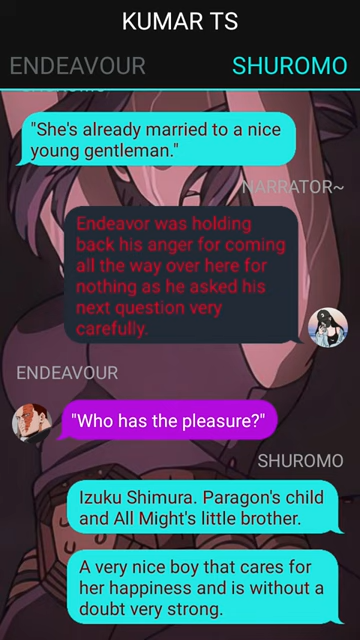 KUMAR TS
ENDEAVOUR
SHUROMO
"She's already married to a nice
young gentleman."
NARRATOR~
Endeavor was holding
back his anger for coming
all the way over here for
nothing as he asked his
next question very
carefully.
ENDEAVOUR
"Who has the pleasure?"
SHUROMO
Izuku Shimura. Paragon's child
and All Might's little brother.
A very nice boy that cares for
her happiness and is without a
doubt very strong.